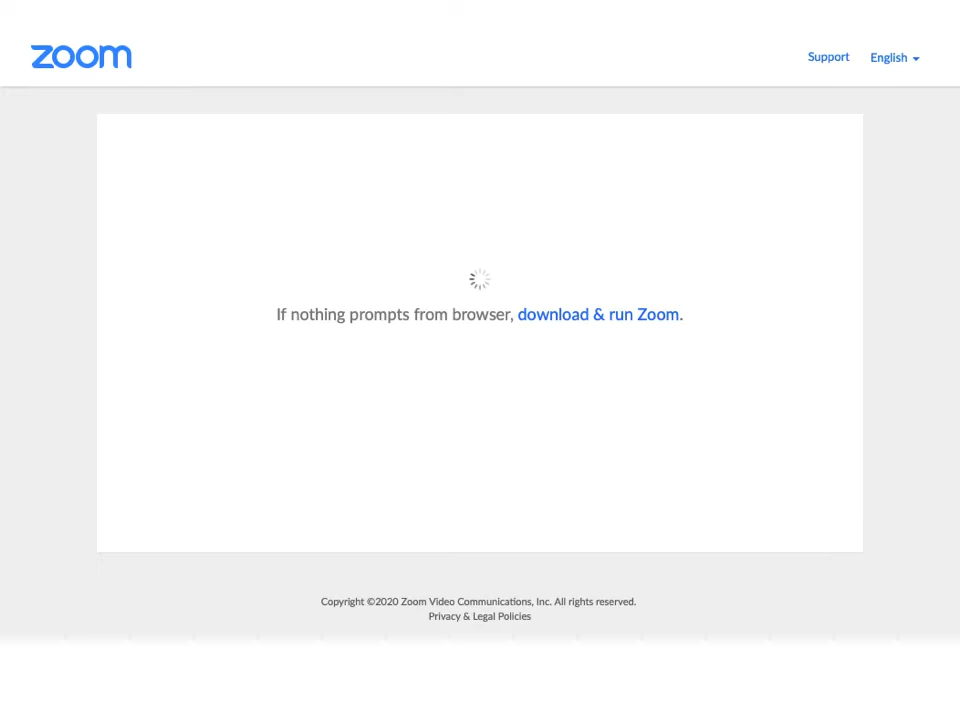 zoom
Support English
If nothing prompts from browser, download & run Zoom.
Copyright ©2020 Zoom Video Communications, Inc. All rights reserved.
Privacy & Legal Policies